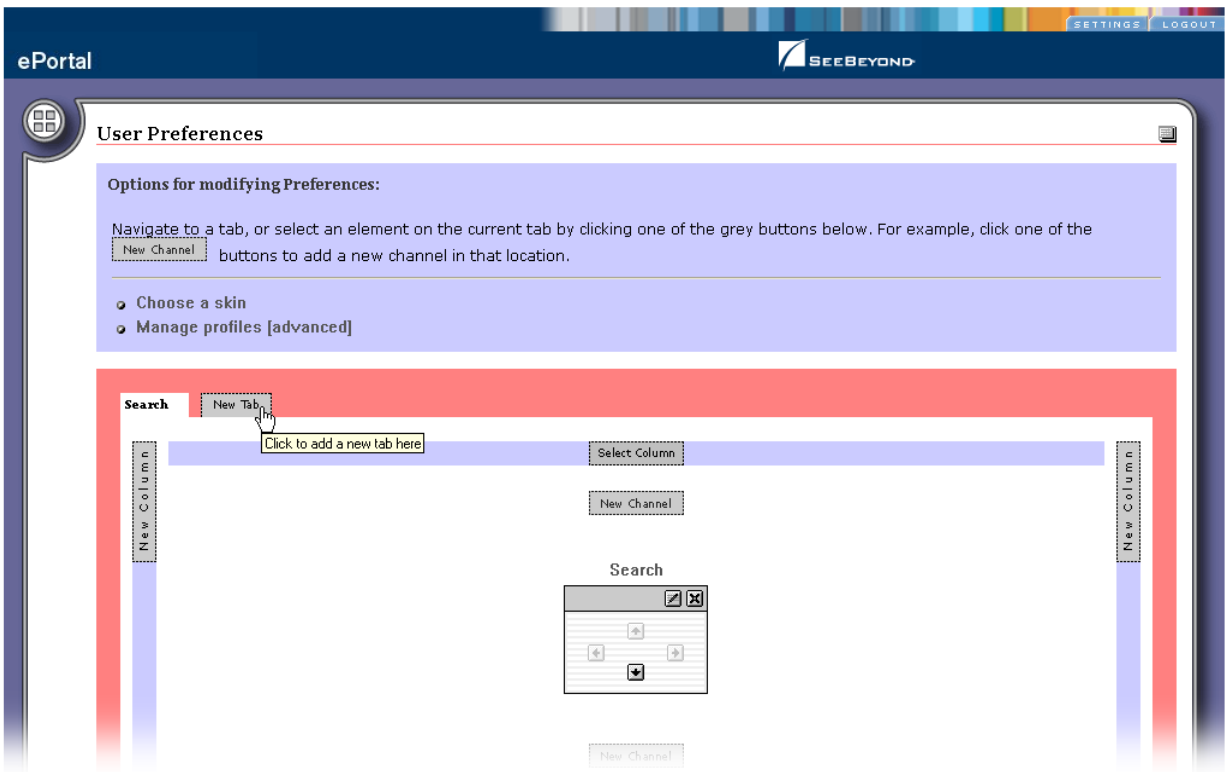 SETTINGS LOGOUT
ePortal
SEEBEYOND
User Preferences
Options for modifying Preferences:
Navigate to a tab, or select an element on the current tab by clicking one of the grey buttons below. For example, click one of the
New Channel buttons to add a new channel in that location.
Choose a skin
Manage profiles [advanced]
Search New Tab
Click to add a new tab here
New Column
Select Column
New Column
New Channel
Search
New Channel